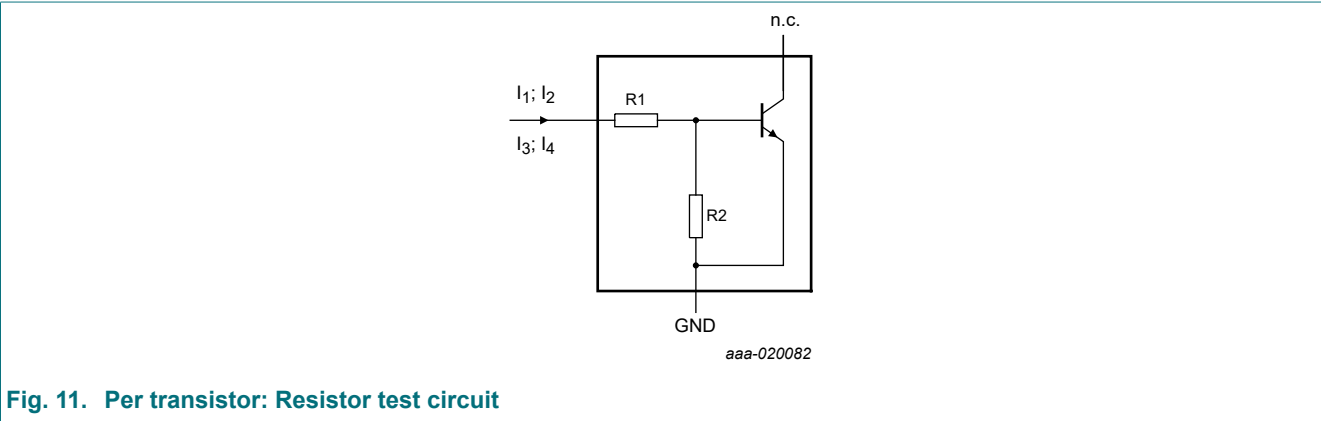 n.c.
I1; I2
R1
I3; I4
R2
GND
aaa-020082
Fig. 11. Per transistor: Resistor test circuit